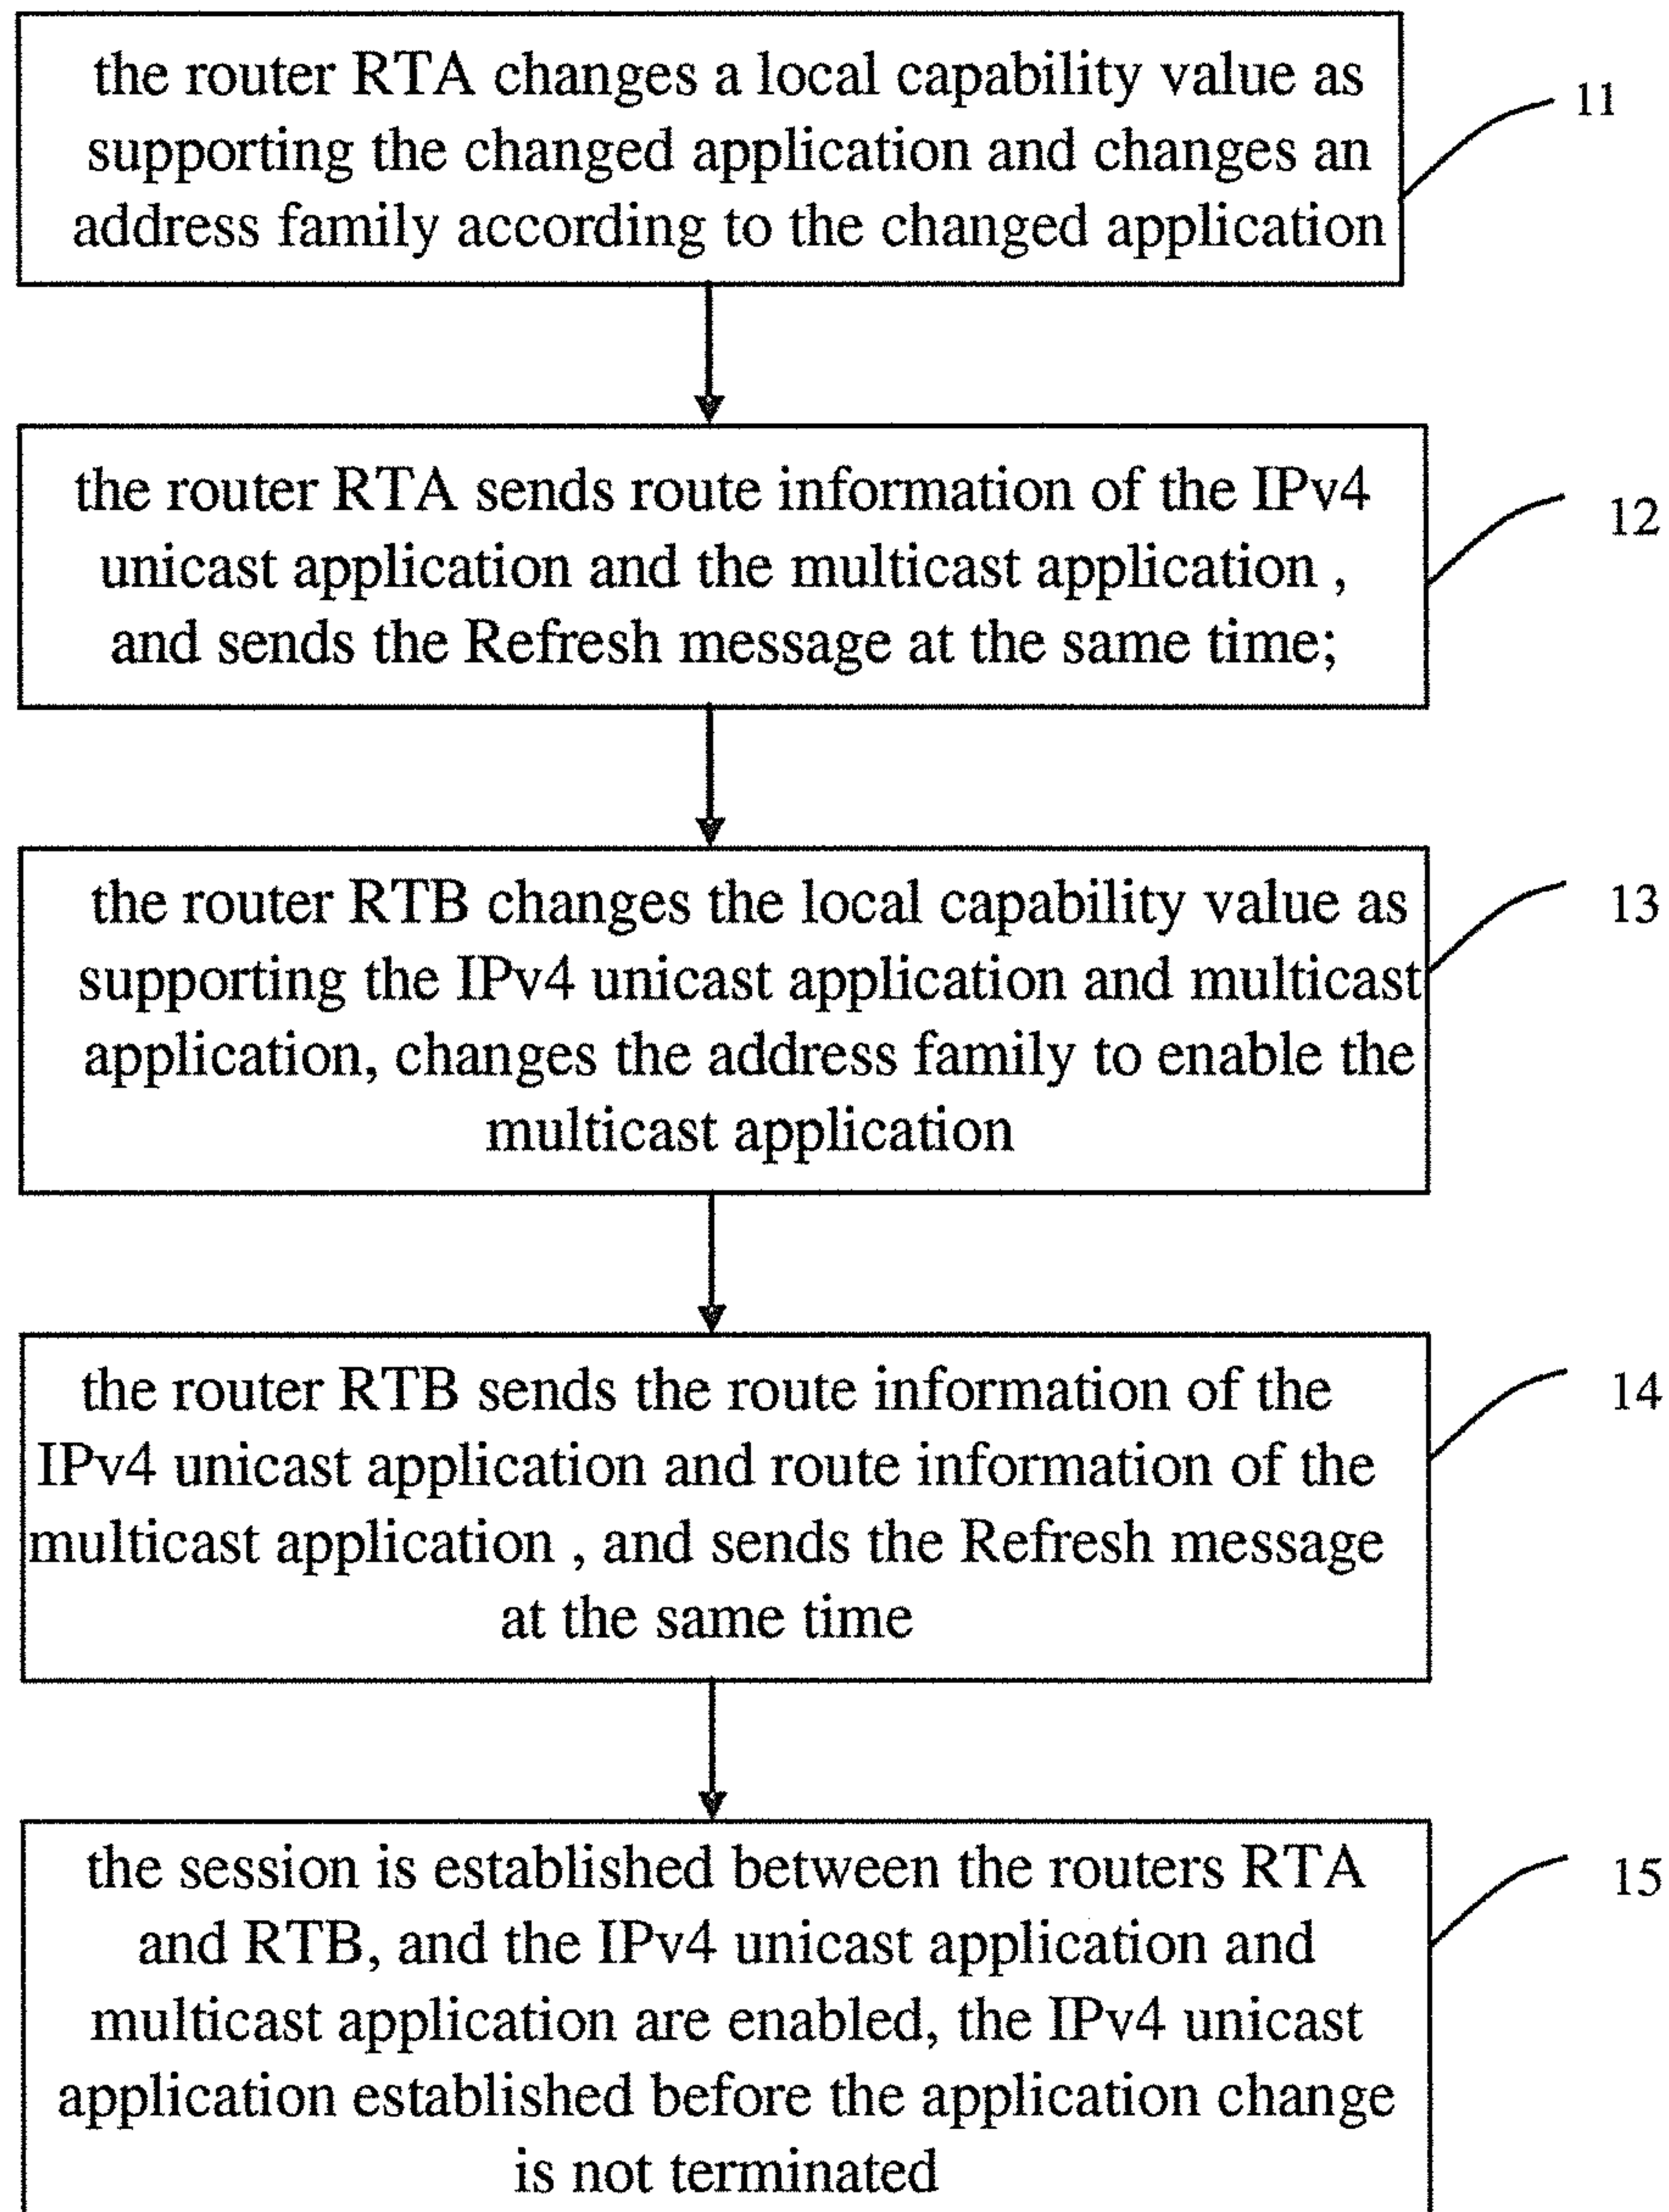 the router RTA changes a local capability value as
supporting the changed application and changes an
address family according to the changed application
11
the router RTA sends route information of the IPv4
unicast application and the multicast application ,
and sends the Refresh message at the same time;
12
the router RTB changes the local capability value as
supporting the IPv4 unicast application and multicast
application, changes the address family to enable the
multicast application
13
the router RTB sends the route information of the
IPv4 unicast application and route information of the
multicast application , and sends the Refresh message
at the same time
14
the session is established between the routers RTA
and RTB, and the IPv4 unicast application and
multicast application are enabled, the IPv4 unicast
application established before the application change
is not terminated
15